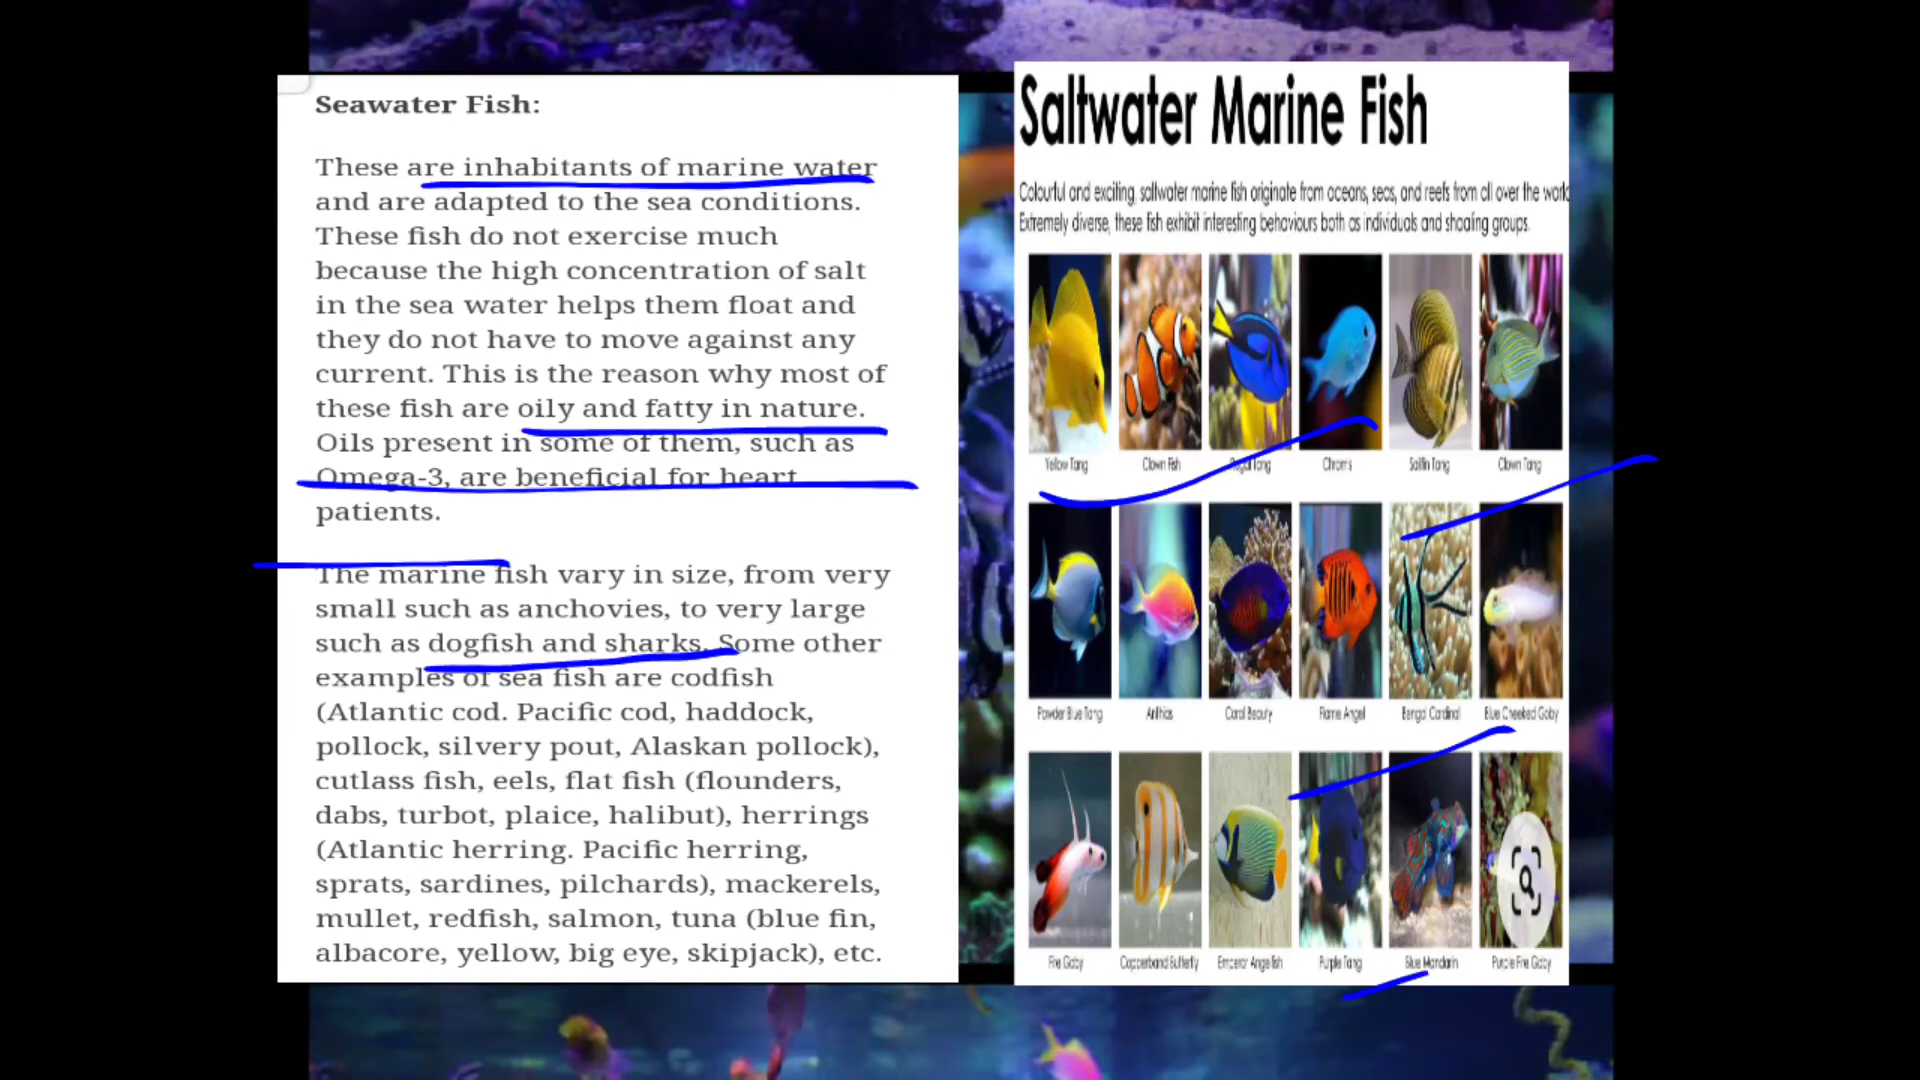 Seawater Fish:
These are inhabitants of marine water
and are adapted to the sea conditions.
These fish do not exercise much
because the high concentration of salt
in the sea water helps them float and
they do not have to move against any
current. This is the reason why most of
these fish are oily and fatty in nature.
Oils present in some of them, such as
Omega-3, are beneficial for heart
patients.
The marine fish vary in size, from very
small such as anchovies, to very large
such as dogfish and sharks. Some other
examples of sea fish are codfish
(Atlantic cod. Pacific cod, haddock,
pollock, silvery pout, Alaskan pollock),
cutlass fish, eels, flat fish (flounders,
dabs, turbot, plaice, halibut), herrings
(Atlantic herring. Pacific herring,
sprats, sardines, pilchards), mackerels,
mullet, redfish, salmon, tuna (blue fin,
albacore, yellow, big eye, skipjack), etc.
Saltwater Marine Fish
Colourful and exciting, saltwater marine fish originate from oceans, seas, and reefs from all over the world
Extremely diverse, these fish exhibit interesting behaviours both as individuals and shoaling groups.
Yellow Tang Clown Fish Regal Tang Chromis Sailfin Tang Clown Tang
Powder Blue Tang Anthias Coral Beauty Flame Angel Bengai Cardinal Blue Cheeked Goby
Fire Goby Copperband Butterfly Emperor Angelfish Purple Tang Blue Mandarin Purple Fire Goby